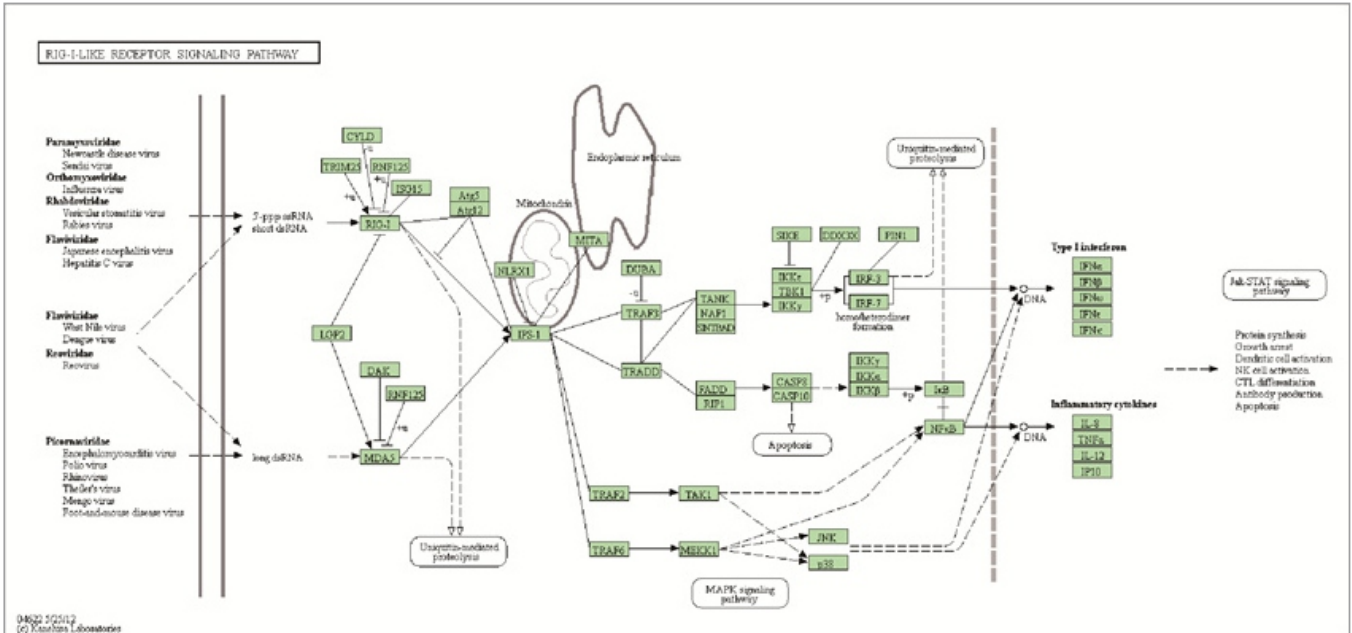 RIG-I-LIKE RECEPTOR SIGNALING PATHWAY
Paramyxoviridae
Newcastle disease virus
Sendai virus
Orthomyxoviridae
Influenza virus
Rhabdoviridae
Vesicular stomatitis virus
Rabies virus
Flaviviridae
Japanese encephalitis virus
Hepatitis C virus
Flaviviridae
West Nile virus
Dengue virus
Reoviridae
Reovirus
Picornaviridae
Encephalomyocarditis virus
Polio virus
Rhinovirus
Theiler's virus
Mengo virus
Foot-and-mouth disease virus
5'-ppp ssRNA
short dsRNA
long dsRNA
CYLD
-u
TRIM25
RNF125
+u
+u
ISG15
RIG-I
Atg5
Atg12
LGP2
DAK
RNF125
+u
MDA5
Ubiquitin-mediated
proteolysis
Endoplasmic reticulum
Mitochondria
MITA
NLRX1
IPS-1
DUBA
-u
TRAF3
TRADD
TANK
NAP1
SINTBAD
FADD
RIP1
TRAF2
TAK1
TRAF6
MEKK1
SIKE
DDX3X
PIN1
IKKε
TBK1
IKKγ
+p
IRF-3
IRF-7
homo/heterodimer
formation
CASP8
CASP10
Apoptosis
IKKγ
IKKα
IKKβ
+p
IκB
NFκB
JNK
p38
MAPK signaling
pathway
Ubiquitin-mediated
proteolysis
DNA
DNA
Type I interferon
IFNα
IFNβ
IFNω
IFNε
IFNκ
Inflammatory cytokines
IL-8
TNFα
IL-12
IP10
Jak-STAT signaling
pathway
Protein synthesis
Growth arrest
Dendritic cell activation
NK cell activation
CTL differentiation
Antibody production
Apoptosis
04622 5/25/12
(c) Kanehisa Laboratories